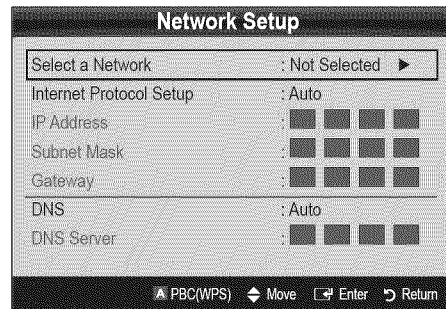 Network Setup
Select a Network : Not Selected ▶
Internet Protocol Setup : Auto
IP Address :
Subnet Mask :
Gateway :
DNS : Auto
DNS Server :
A PBC(WPS) Move Enter Return